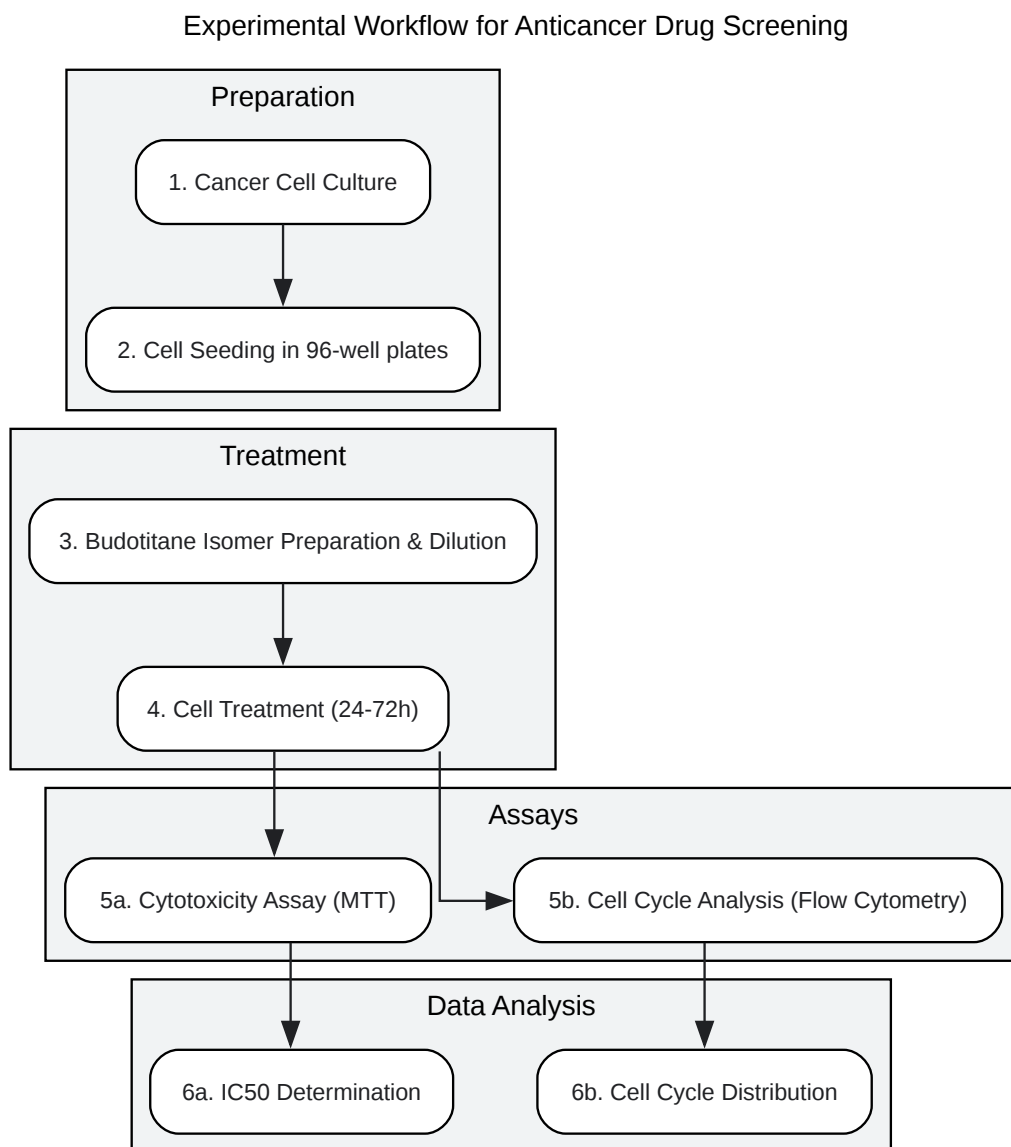 Experimental Workflow for Anticancer Drug Screening
Preparation
1. Cancer Cell Culture
2. Cell Seeding in 96-well plates
Treatment
3. Budotitane Isomer Preparation & Dilution
4. Cell Treatment (24-72h)
Assays
5a. Cytotoxicity Assay (MTT)
5b. Cell Cycle Analysis (Flow Cytometry)
Data Analysis
6a. IC50 Determination
6b. Cell Cycle Distribution